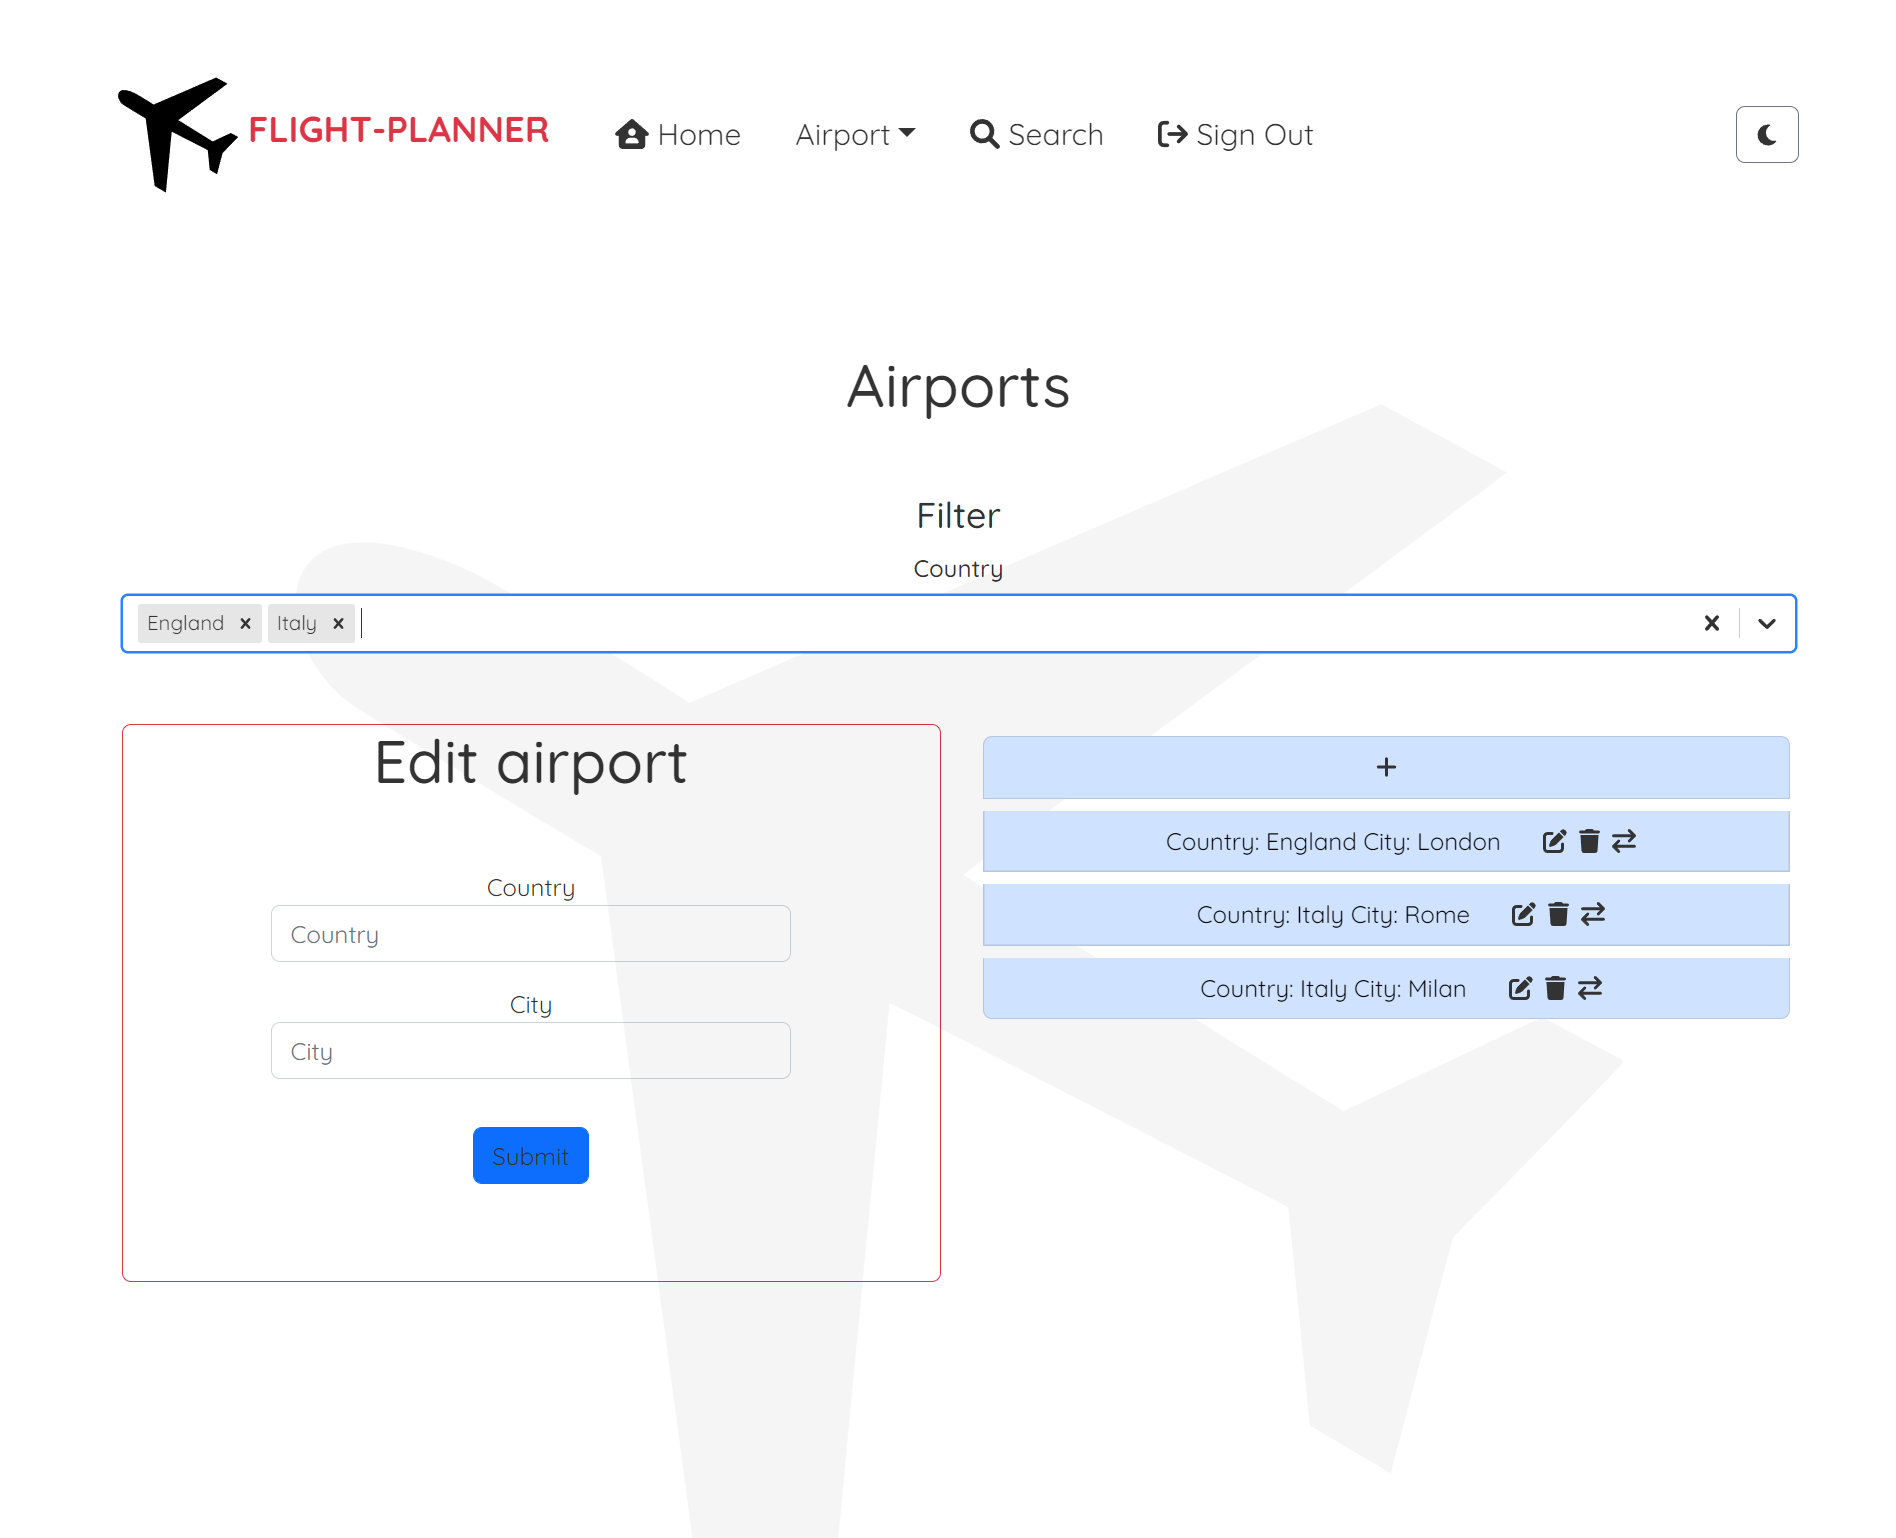 FLIGHT-PLANNER Home Airport Search Sign Out
Airports
Filter
Country
England Italy
Edit airport
Country
Country
City
City
Submit
+
Country: England City: London
Country: Italy City: Rome
Country: Italy City: Milan